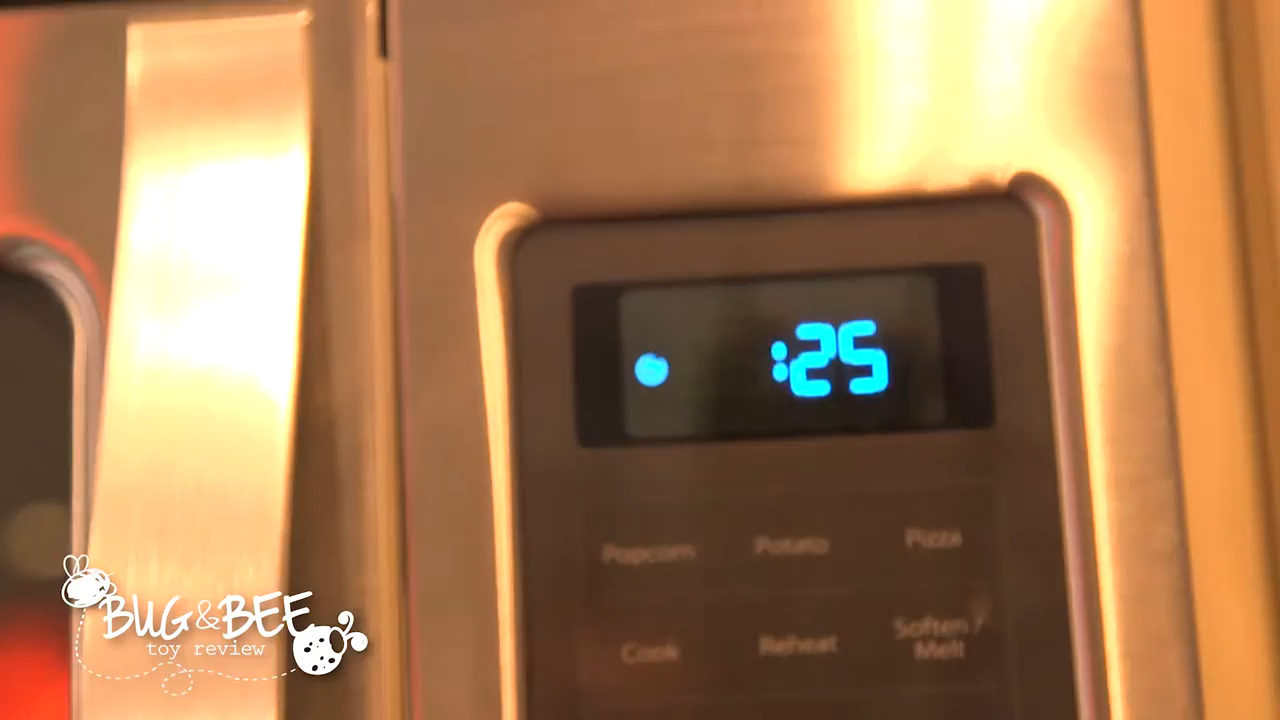 :25
Popcorn Potato Pizza
Cook Reheat Soften /
Melt
BUG & BEE
toy review